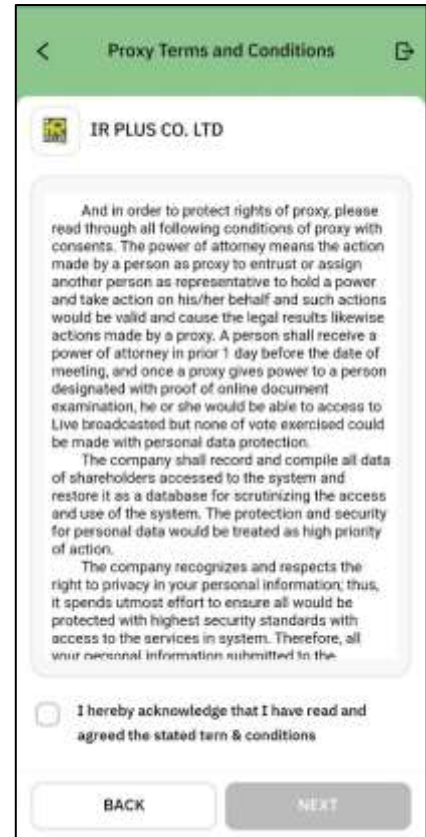 Proxy Terms and Conditions
IR PLUS CO. LTD
And in order to protect rights of proxy, please
read through all following conditions of proxy with
consents. The power of attorney means the action
made by a person as proxy to entrust or assign
another person as representative to hold a power
and take action on his/her behalf and such actions
would be valid and cause the legal results likewise
actions made by a proxy. A person shall receive a
power of attorney in prior 1 day before the date of
meeting, and once a proxy gives power to a person
designated with proof of online document
examination, he or she would be able to access to
Live broadcasted but none of vote exercised could
be made with personal data protection.
The company shall record and compile all data
of shareholders accessed to the system and
restore it as a database for scrutinizing the access
and use of the system. The protection and security
for personal data would be treated as high priority
of action.
The company recognizes and respects the
right to privacy in your personal information; thus,
it spends utmost effort to ensure all would be
protected with highest security standards with
access to the services in system. Therefore, all
your personal information submitted to the
I hereby acknowledge that I have read and
agreed the stated tern & conditions
BACK
NEXT